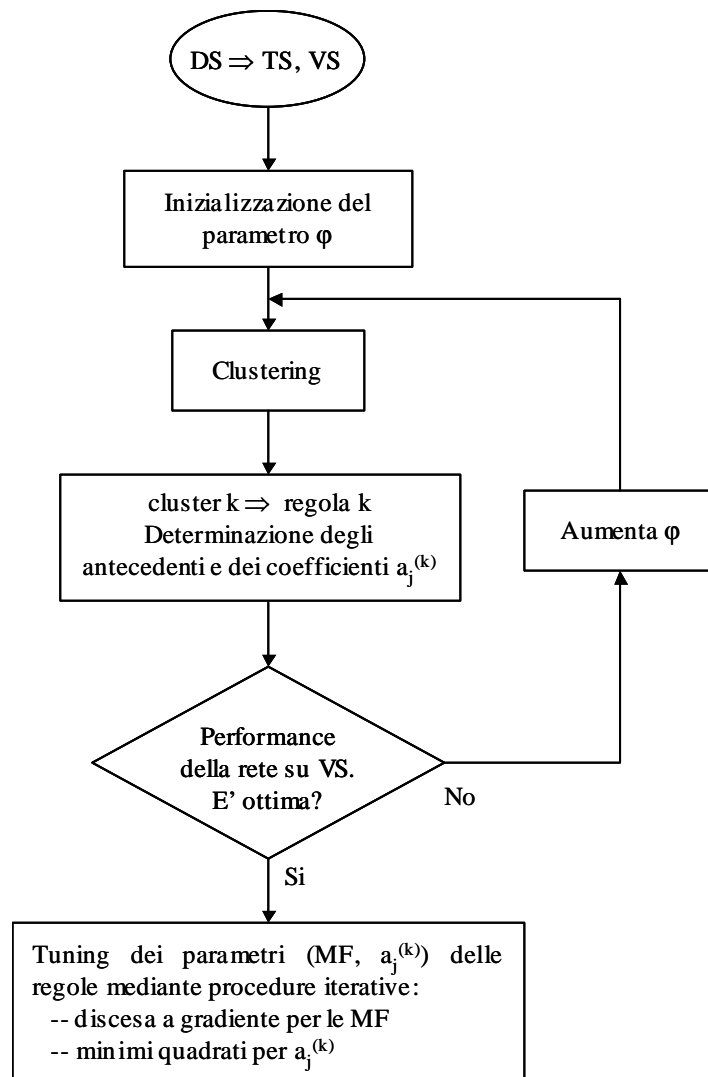 DS ⇒ TS, VS
Inizializzazione del
parametro φ
Clustering
cluster k ⇒ regola k
Determinazione degli
antecedenti e dei coefficienti a_j^(k)
Aumenta φ
Performance
della rete su VS.
E’ ottima?
No
Si
Tuning dei parametri (MF, a_j^(k)) delle
regole mediante procedure iterative:
-- discesa a gradiente per le MF
-- minimi quadrati per a_j^(k)